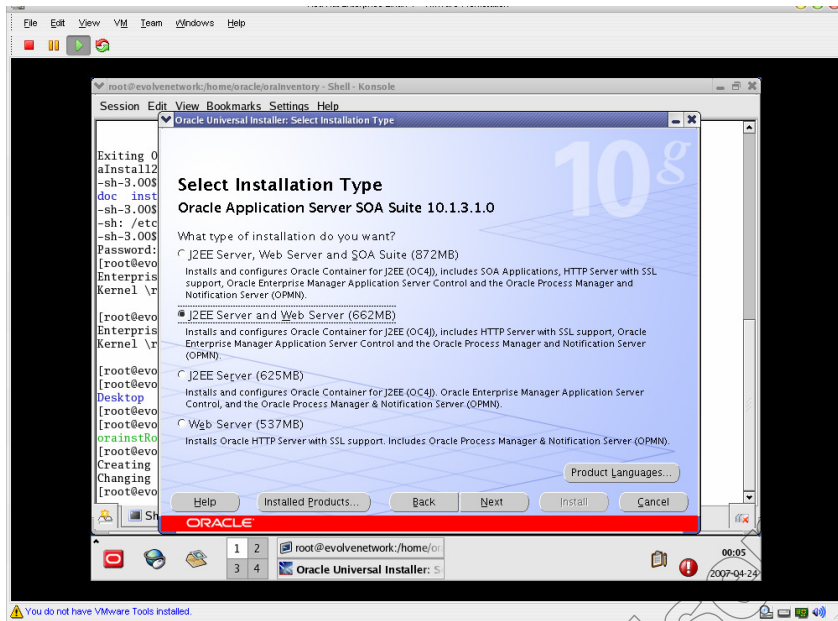 File Edit View VM Team Windows Help
root@evolvenetwork:/home/oracle/oraInventory - Shell - Konsole
Session Edit View Bookmarks Settings Help
Oracle Universal Installer: Select Installation Type
Exiting O
aInstall2
-sh-3.00$
doc inst
-sh-3.00$
-sh: /etc
-sh-3.00$
Password:
[root@evo
Enterpris
Kernel \r
[root@evo
Enterpris
Kernel \r
[root@evo
[root@evo
Desktop
[root@evo
[root@evo
orainstRo
[root@evo
Creating
Changing
[root@evo
10g
Select Installation Type
Oracle Application Server SOA Suite 10.1.3.1.0
What type of installation do you want?
J2EE Server, Web Server and SOA Suite (872MB)
Installs and configures Oracle Container for J2EE (OC4J), includes SOA Applications, HTTP Server with SSL
support, Oracle Enterprise Manager Application Server Control and the Oracle Process Manager and
Notification Server (OPMN).
J2EE Server and Web Server (662MB)
Installs and configures Oracle Container for J2EE (OC4J), includes HTTP Server with SSL support, Oracle
Enterprise Manager Application Server Control and the Oracle Process Manager and Notification Server
(OPMN).
J2EE Server (625MB)
Installs and configures Oracle Container for J2EE (OC4J). Oracle Enterprise Manager Application Server
Control, and the Oracle Process Manager & Notification Server (OPMN).
Web Server (537MB)
Installs Oracle HTTP Server with SSL support. Includes Oracle Process Manager & Notification Server (OPMN).
Product Languages...
Help Installed Products... Back Next Install Cancel
ORACLE
Sh
1 2
3 4
root@evolvenetwork:/home/or
Oracle Universal Installer: S
00:05
2007-04-24
You do not have VMware Tools installed.